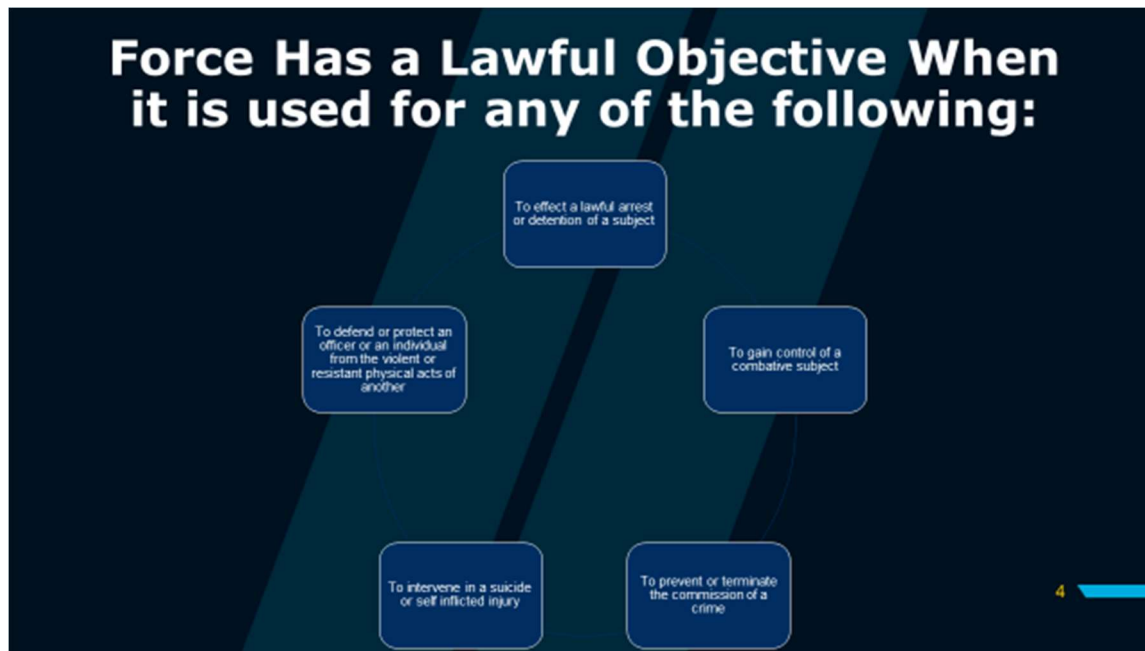 Force Has a Lawful Objective When
it is used for any of the following:
To effect a lawful arrest
or detention of a subject
To gain control of a
combative subject
To prevent or terminate
the commission of a
crime
To intervene in a suicide
or self inflicted injury
To defend or protect an
officer or an individual
from the violent or
resistant physical acts of
another
4